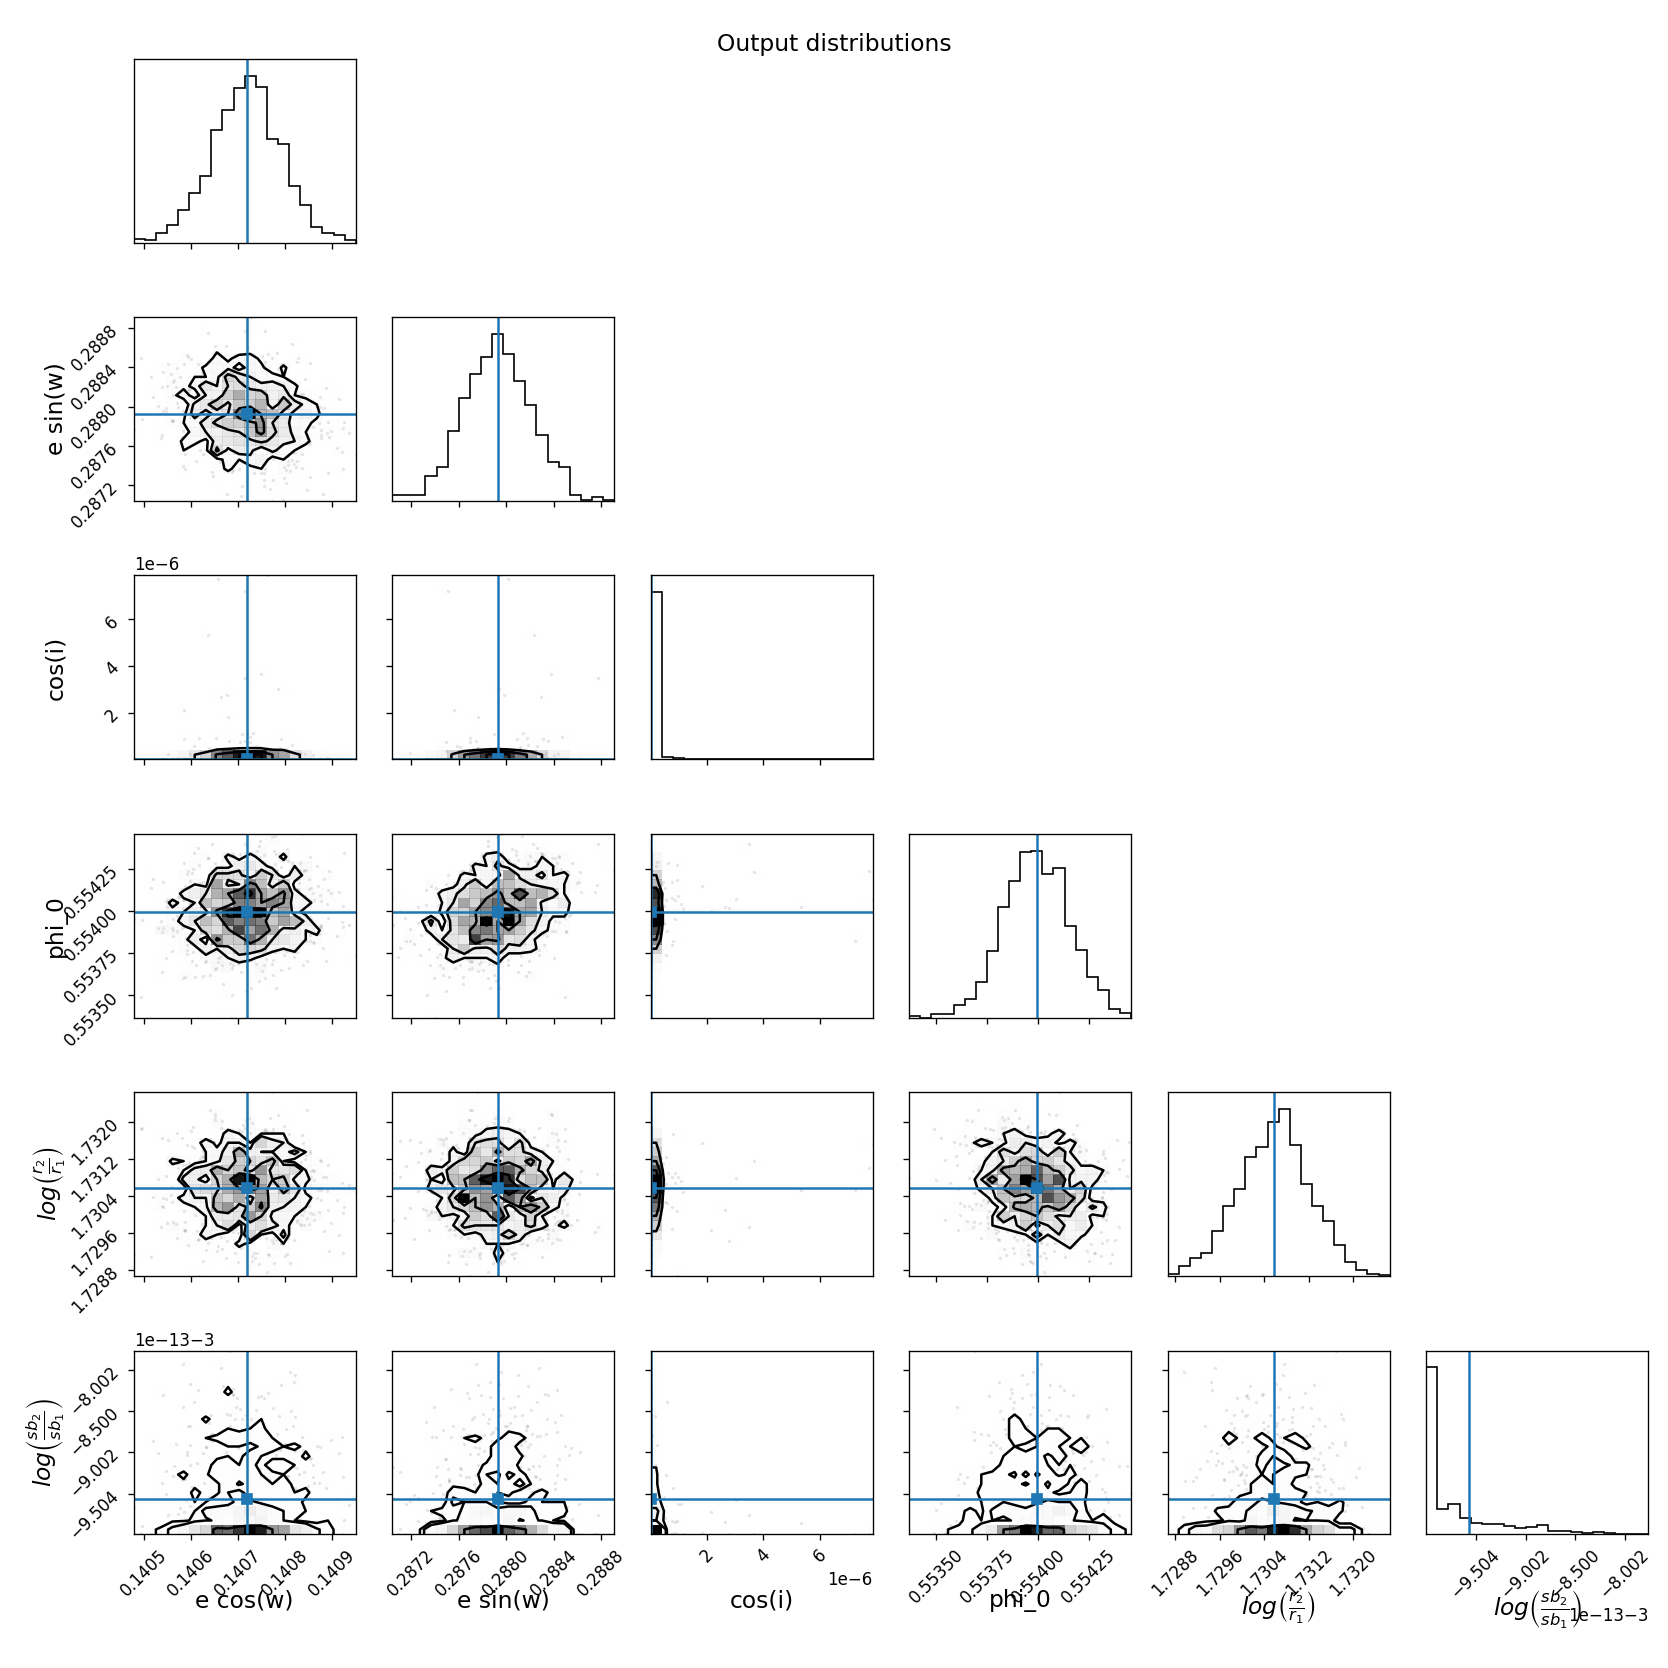 Output distributions
e sin(w)
0.2888
0.2884
0.2880
0.2876
0.2872
1e−6
cos(i)
6
4
2
phi_0
0.55425
0.55400
0.55375
0.55350
log(r2/r1)
1.7320
1.7312
1.7304
1.7296
1.7288
1e−13−3
log(sb2/sb1)
−8.002
−8.500
−9.002
−9.504
0.1405 0.1406 0.1407 0.1408 0.1409
e cos(w)
0.2872 0.2876 0.2880 0.2884 0.2888
e sin(w)
2 4 6
1e−6
cos(i)
0.55350 0.55375 0.55400 0.55425
phi_0
1.7288 1.7296 1.7304 1.7312 1.7320
log(r2/r1)
−9.504 −9.002 −8.500 −8.002
log(sb2/sb1)
1e−13−3